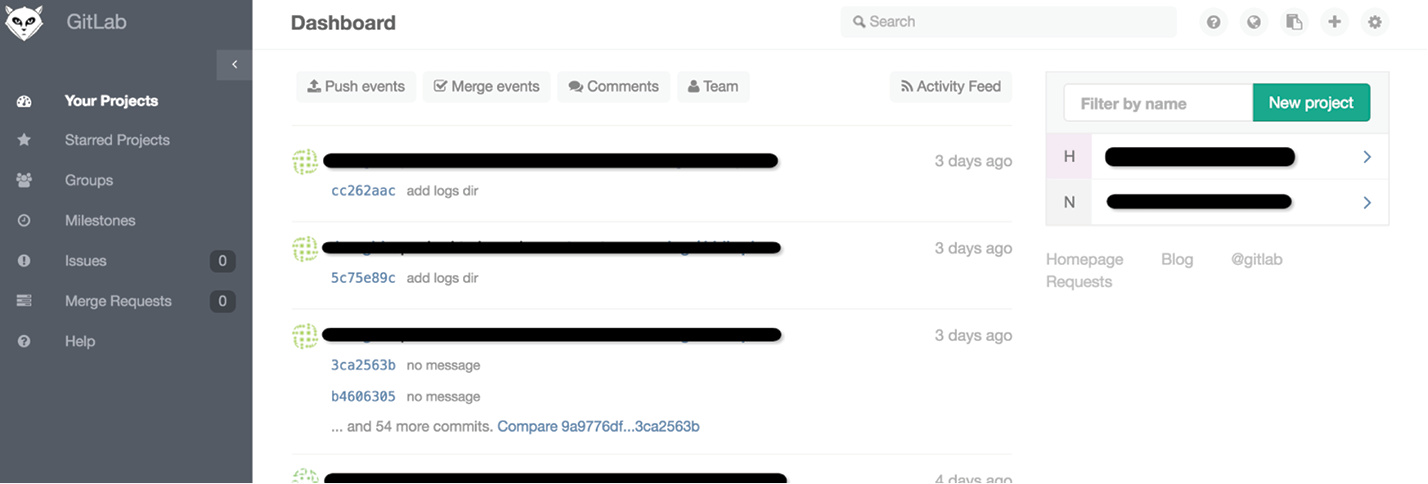 GitLab
Dashboard
Search
Your Projects
Starred Projects
Groups
Milestones
Issues 0
Merge Requests 0
Help
Push events Merge events Comments Team Activity Feed
3 days ago
cc262aac add logs dir
3 days ago
5c75e89c add logs dir
3 days ago
3ca2563b no message
b4606305 no message
... and 54 more commits. Compare 9a9776df...3ca2563b
4 days ago
Filter by name New project
H
N
Homepage Blog @gitlab
Requests